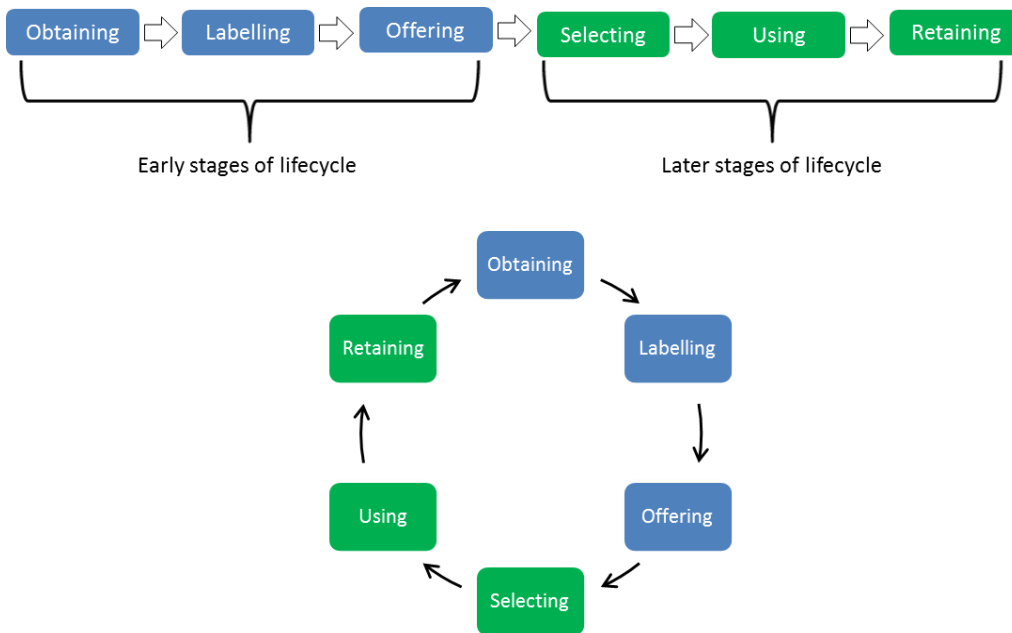 Obtaining
Labelling
Offering
Selecting
Using
Retaining
Early stages of lifecycle
Later stages of lifecycle
Obtaining
Retaining
Labelling
Using
Offering
Selecting